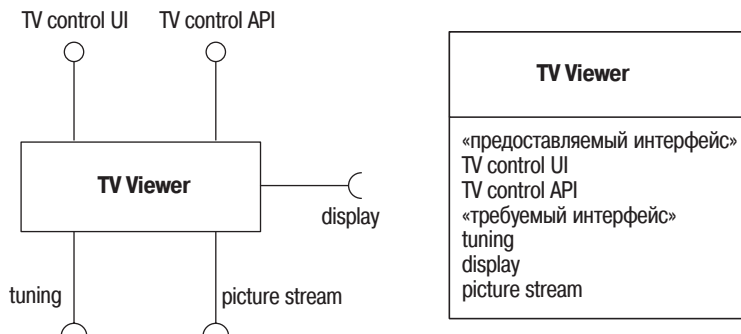 TV control UI
TV control API
TV Viewer
display
tuning
picture stream
TV Viewer
«предоставляемый интерфейс»
TV control UI
TV control API
«требуемый интерфейс»
tuning
display
picture stream